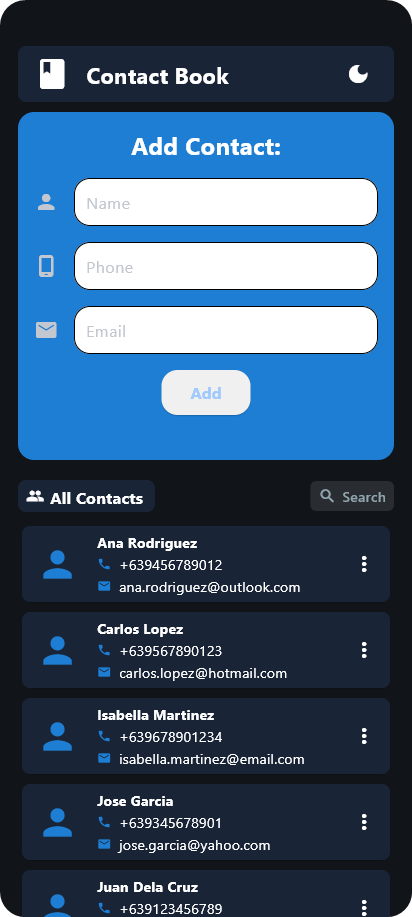 Contact Book
Add Contact:
Name
Phone
Email
Add
All Contacts
Search
Ana Rodriguez
+639456789012
ana.rodriguez@outlook.com
Carlos Lopez
+639567890123
carlos.lopez@hotmail.com
Isabella Martinez
+639678901234
isabella.martinez@email.com
Jose Garcia
+639345678901
jose.garcia@yahoo.com
Juan Dela Cruz
+639123456789